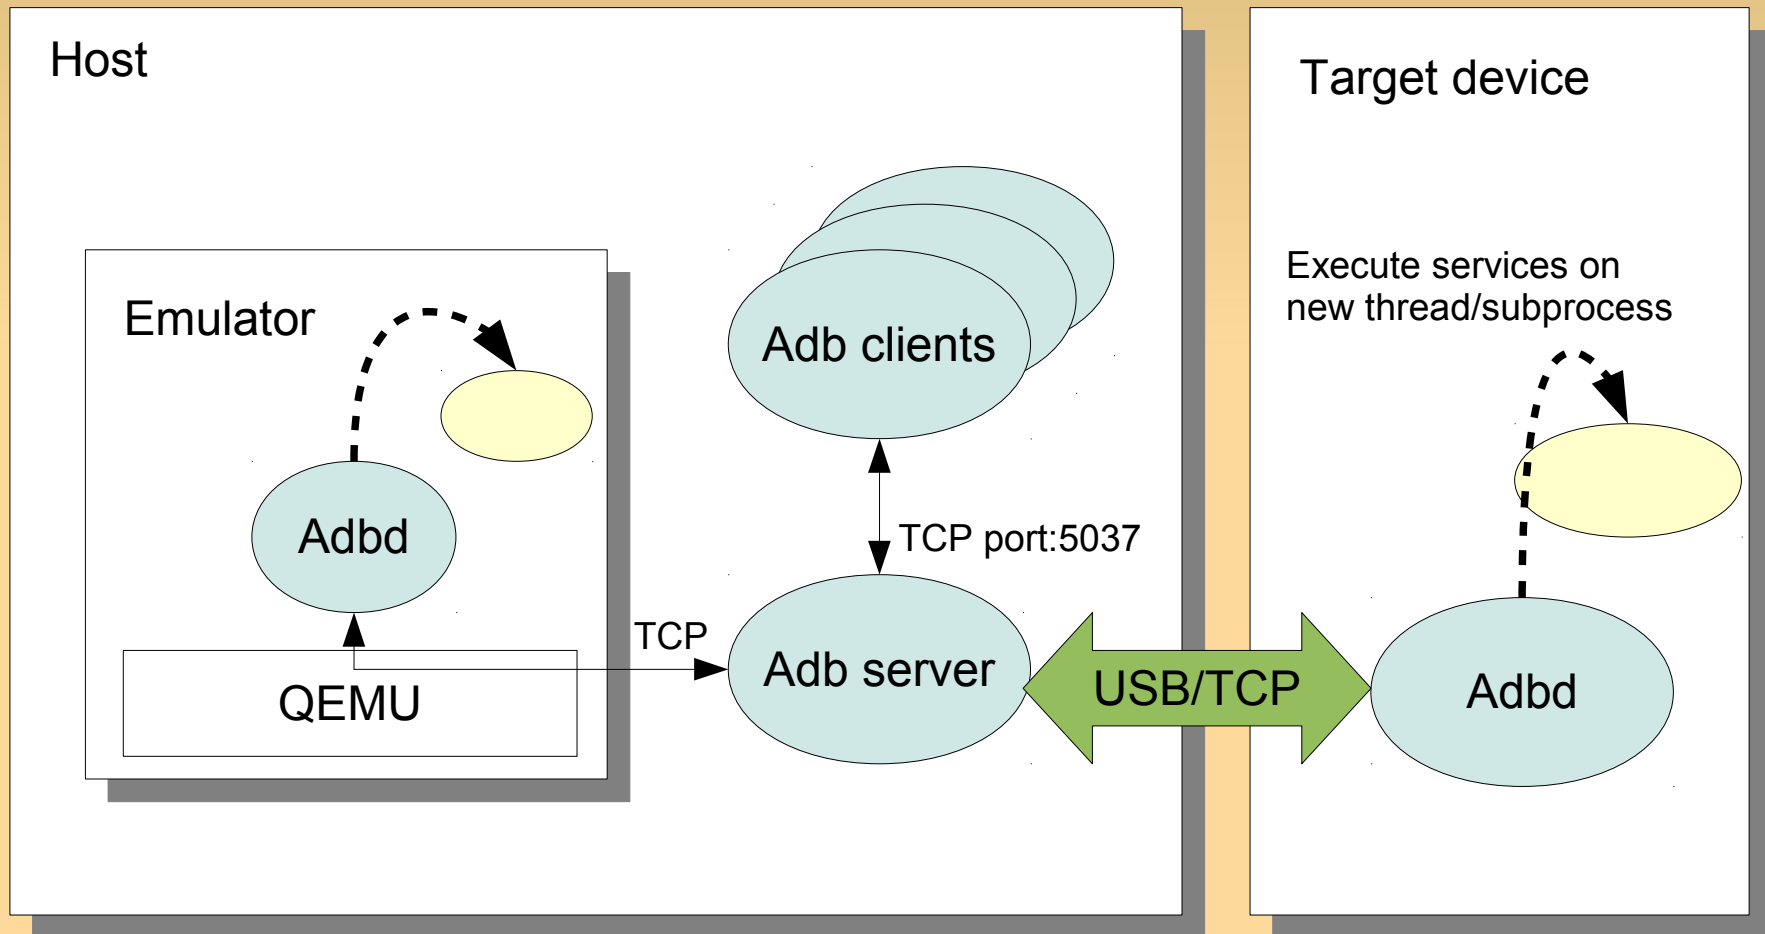 Host
Target device
Execute services on
new thread/subprocess
Emulator
Adb clients
Adbd
TCP port:5037
TCP
QEMU
Adb server
USB/TCP
Adbd